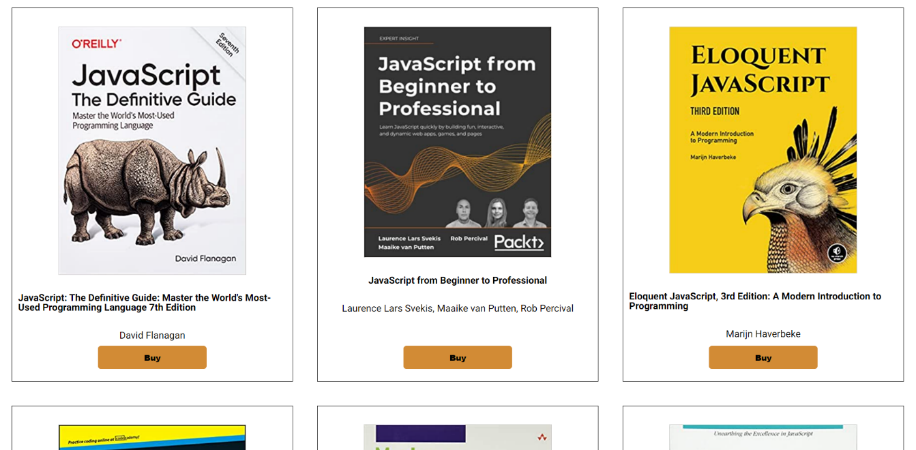 O'REILLY®
Seventh
Edition
JavaScript
The Definitive Guide
Master the World's Most-Used
Programming Language
David Flanagan
JavaScript: The Definitive Guide: Master the World's Most-
Used Programming Language 7th Edition
David Flanagan
Buy
EXPERT INSIGHT
JavaScript from
Beginner to
Professional
Learn JavaScript quickly by building fun, interactive,
and dynamic web apps, games, and pages
Laurence Lars Svekis Rob Percival
Maaike van Putten
Packt>
JavaScript from Beginner to Professional
Laurence Lars Svekis, Maaike van Putten, Rob Percival
Buy
ELOQUENT
JAVASCRIPT
THIRD EDITION
A Modern Introduction
to Programming
Marijn Haverbeke
Eloquent JavaScript, 3rd Edition: A Modern Introduction to
Programming
Marijn Haverbeke
Buy
Practice coding online at
Unearthing the Excellence in JavaScript